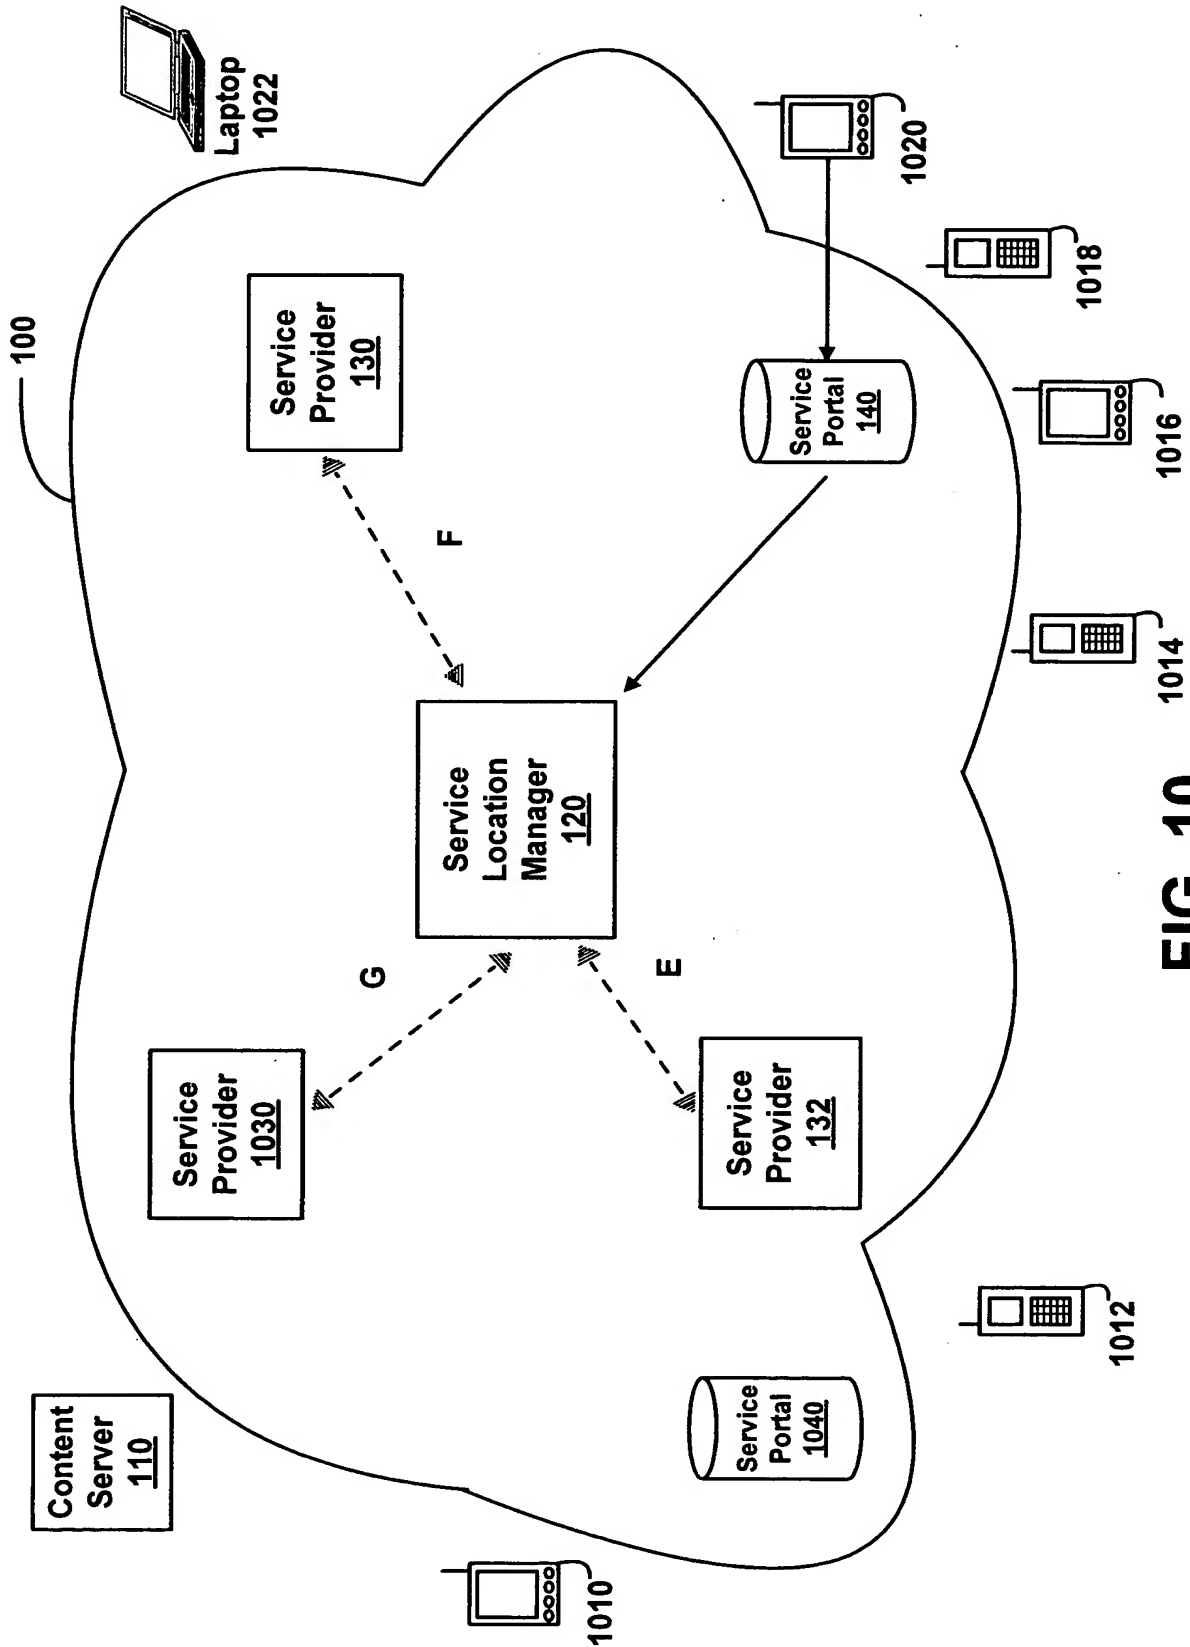 100
Content
Server
110
Laptop
1022
Service
Provider
1030
Service
Provider
130
G
F
Service
Location
Manager
120
1010
E
Service
Provider
132
Service
Portal
1040
Service
Portal
140
1020
1018
1012
1016
1014
FIG. 10